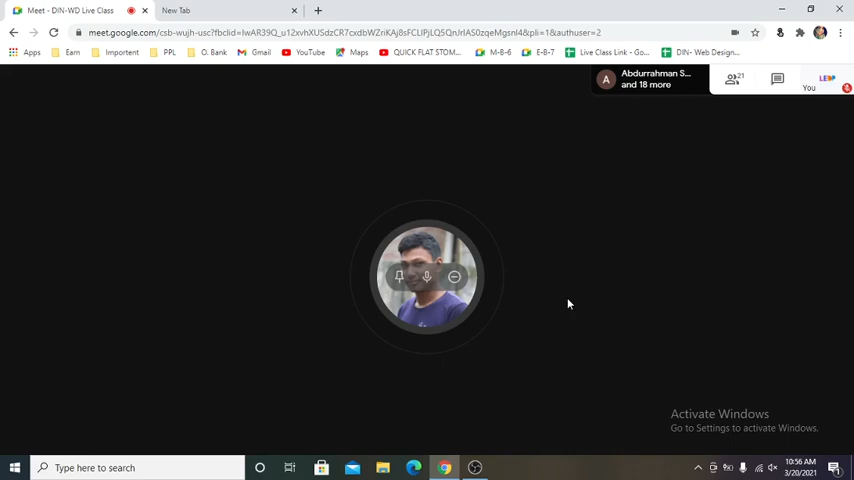 Meet - DIN-WD Live Class
New Tab
meet.google.com/csb-wujh-usc?fbclid=IwAR39Q_u12xvhXUSdzCR7cxdbWZnKAj8sFCLlPjLQ5QnJrlAS0zqeMgsnl4&pli=1&authuser=2
Apps Earn Importent PPL O. Bank Gmail YouTube Maps QUICK FLAT STOM... M-B-6 E-B-7 Live Class Link - Go... DIN- Web Design...
Abdurrahman S...
and 18 more
21
You
A
Activate Windows
Go to Settings to activate Windows.
Type here to search
10:56 AM
3/20/2021
1